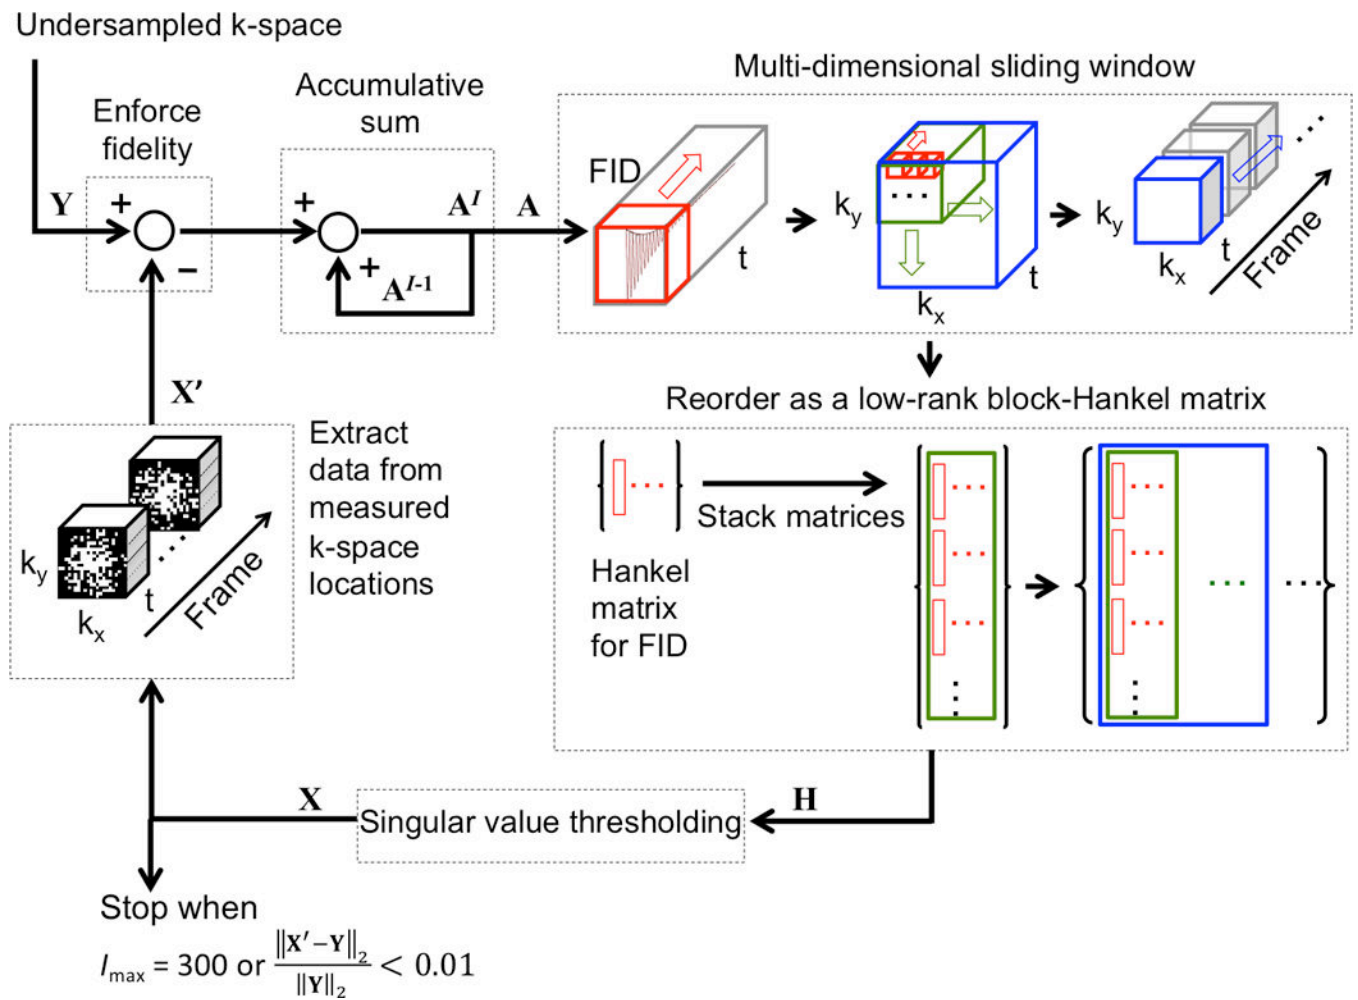 Undersampled k-space
Enforce
fidelity
Y
+
−
Accumulative
sum
+
+
A^I
A^{I-1}
A
Multi-dimensional sliding window
FID
t
k_y
...
k_x
t
k_y
k_x
t
Frame
...
Reorder as a low-rank block-Hankel matrix
{ ... }
Stack matrices
Hankel
matrix
for FID
{ ... ... ... ... }
{ ... ... ... ... ... ... }
X′
Extract
data from
measured
k-space
locations
k_y
k_x
t
...
Frame
X
Singular value thresholding
H
Stop when
I_max = 300 or ‖X′−Y‖_2 / ‖Y‖_2 < 0.01